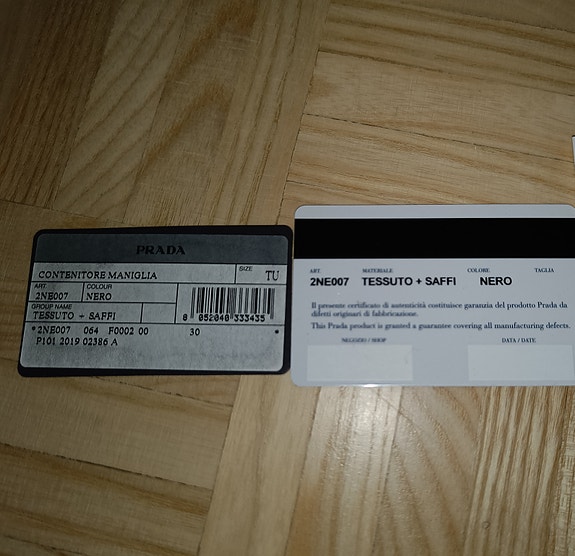 PRADA
CONTENITORE MANIGLIA
SIZE
TU
ART
COLOUR
2NE007
NERO
GROUP NAME
TESSUTO + SAFFI
8 052040 333435
*2NE007 064 F0002 00 30 *
P101 2019 02386 A
ART MATERIALE COLORE TAGLIA
2NE007 TESSUTO + SAFFI NERO
Il presente certificato di autenticità costituisce garanzia del prodotto Prada da
difetti originari di fabbricazione.
This Prada product is granted a guarantee covering all manufacturing defects.
NEGOZIO / SHOP
DATA / DATE